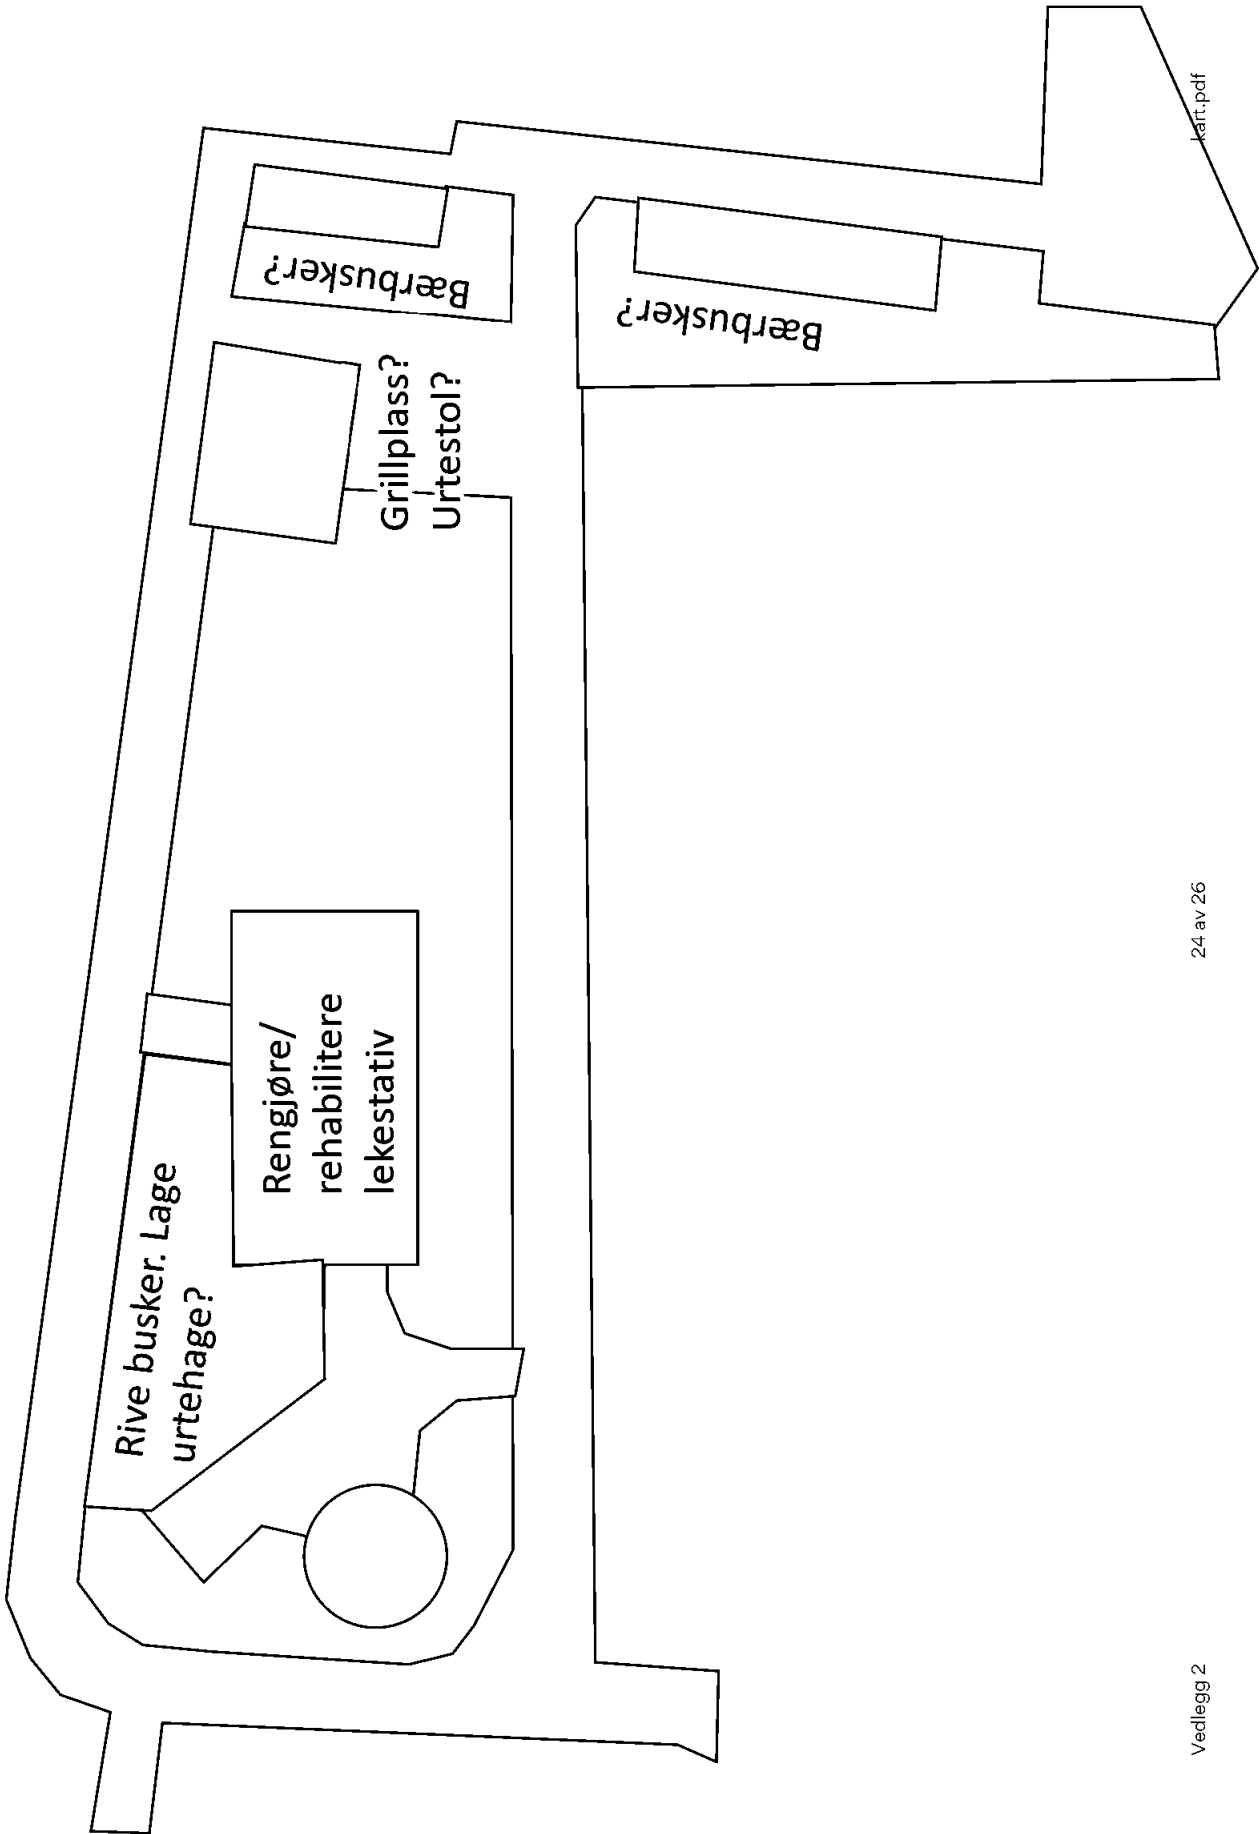 Rive busker. Lage
urtehage?
Rengjøre/
rehabilitere
lekestativ
Grillplass?
Urtestol?
Bærbusker?
Bærbusker?
Vedlegg 2
24 av 26
kart.pdf